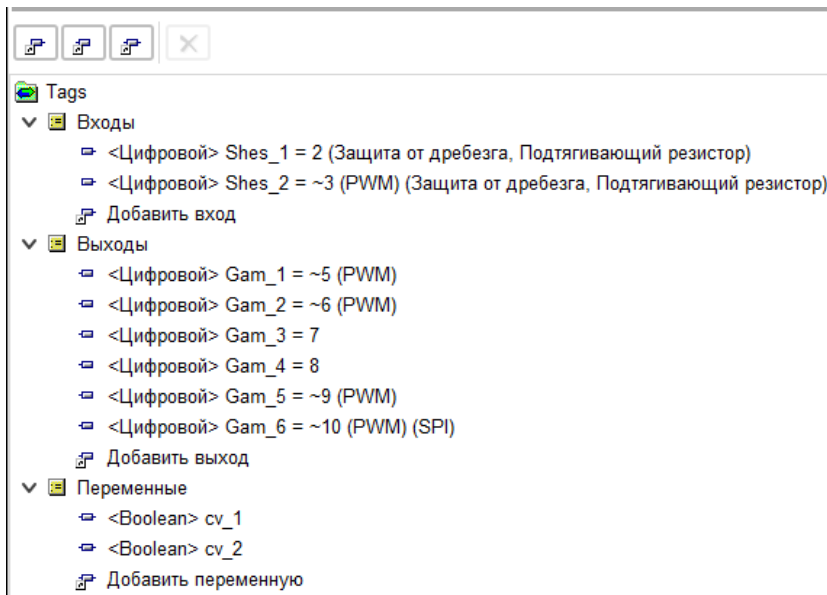 Tags
Входы
<Цифровой> Shes_1 = 2 (Защита от дребезга, Подтягивающий резистор)
<Цифровой> Shes_2 = ~3 (PWM) (Защита от дребезга, Подтягивающий резистор)
Добавить вход
Выходы
<Цифровой> Gam_1 = ~5 (PWM)
<Цифровой> Gam_2 = ~6 (PWM)
<Цифровой> Gam_3 = 7
<Цифровой> Gam_4 = 8
<Цифровой> Gam_5 = ~9 (PWM)
<Цифровой> Gam_6 = ~10 (PWM) (SPI)
Добавить выход
Переменные
<Boolean> cv_1
<Boolean> cv_2
Добавить переменную